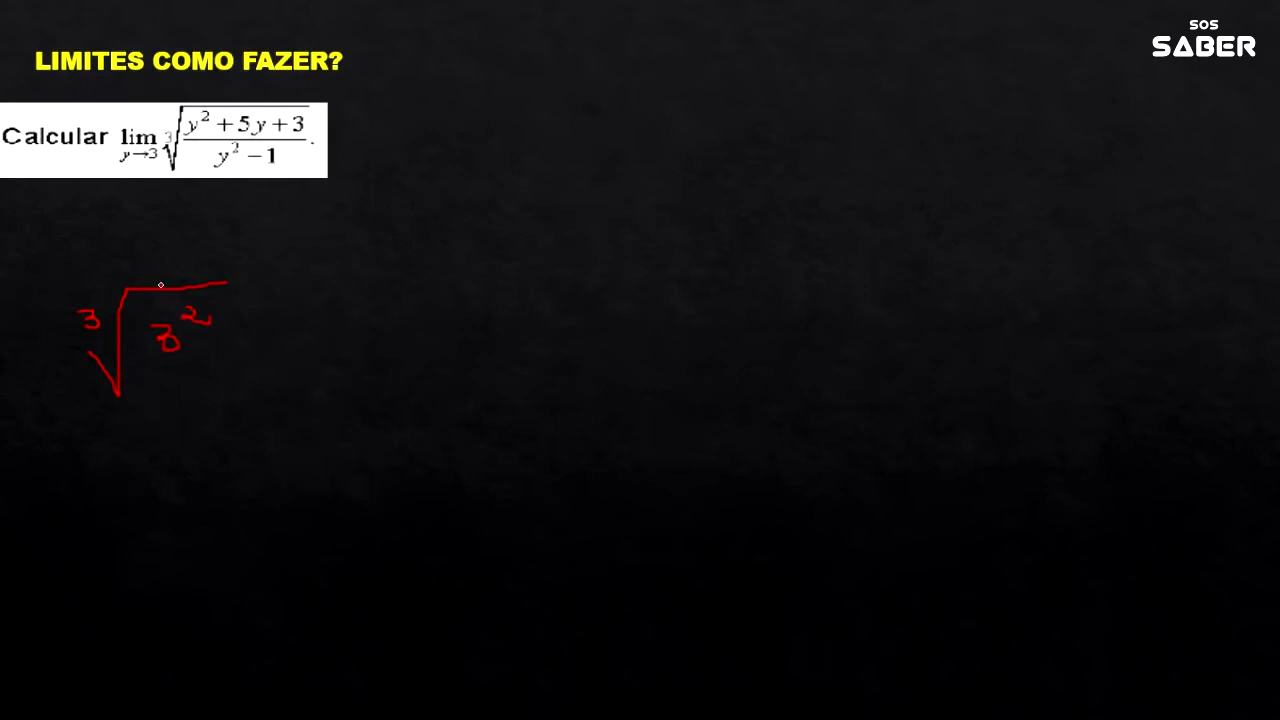 SOS
SABER
LIMITES COMO FAZER?
Calcular lim y→3 ∛((y² + 5y + 3)/(y² − 1)).
∛ 3²